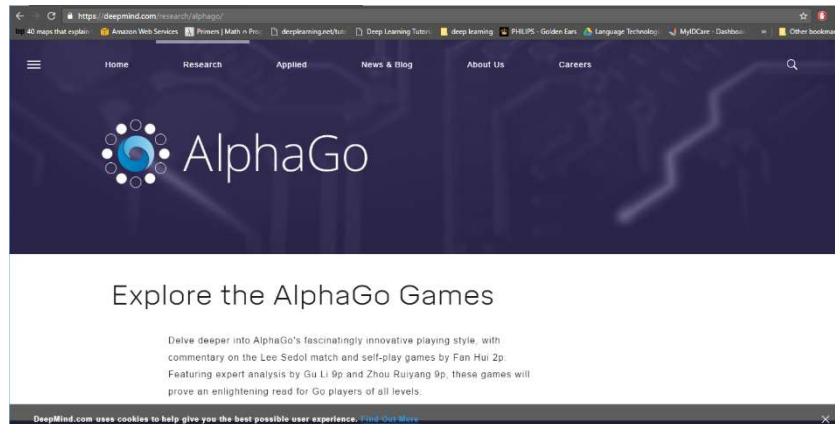 https://deepmind.com/research/alphago/
40 maps that explain Amazon Web Services Primers | Math ∩ Prog deeplearning.net/tuto Deep Learning Tutori deep learning PHILIPS - Golden Ears Language Technolog MyIDCare - Dashboa » Other bookmar
Home Research Applied News & Blog About Us Careers
AlphaGo
Explore the AlphaGo Games
Delve deeper into AlphaGo's fascinatingly innovative playing style, with
commentary on the Lee Sedol match and self-play games by Fan Hui 2p.
Featuring expert analysis by Gu Li 9p and Zhou Ruiyang 9p, these games will
prove an enlightening read for Go players of all levels.
DeepMind.com uses cookies to help give you the best possible user experience. Find Out More